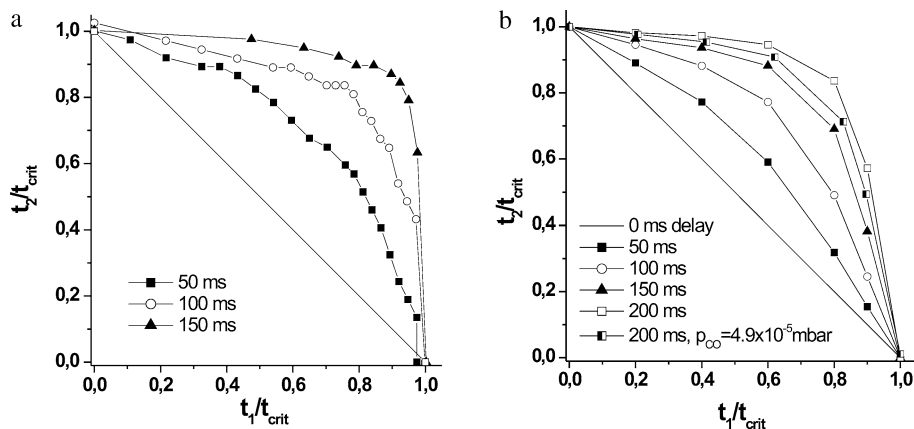 a
1,0
0,8
0,6
0,4
0,2
0,0
t2/tcrit
50 ms
100 ms
150 ms
0,0 0,2 0,4 0,6 0,8 1,0
t1/tcrit
b
1,0
0,8
0,6
0,4
0,2
0,0
t2/tcrit
0 ms delay
50 ms
100 ms
150 ms
200 ms
200 ms, pCO=4.9x10-5mbar
0,0 0,2 0,4 0,6 0,8 1,0
t1/tcrit